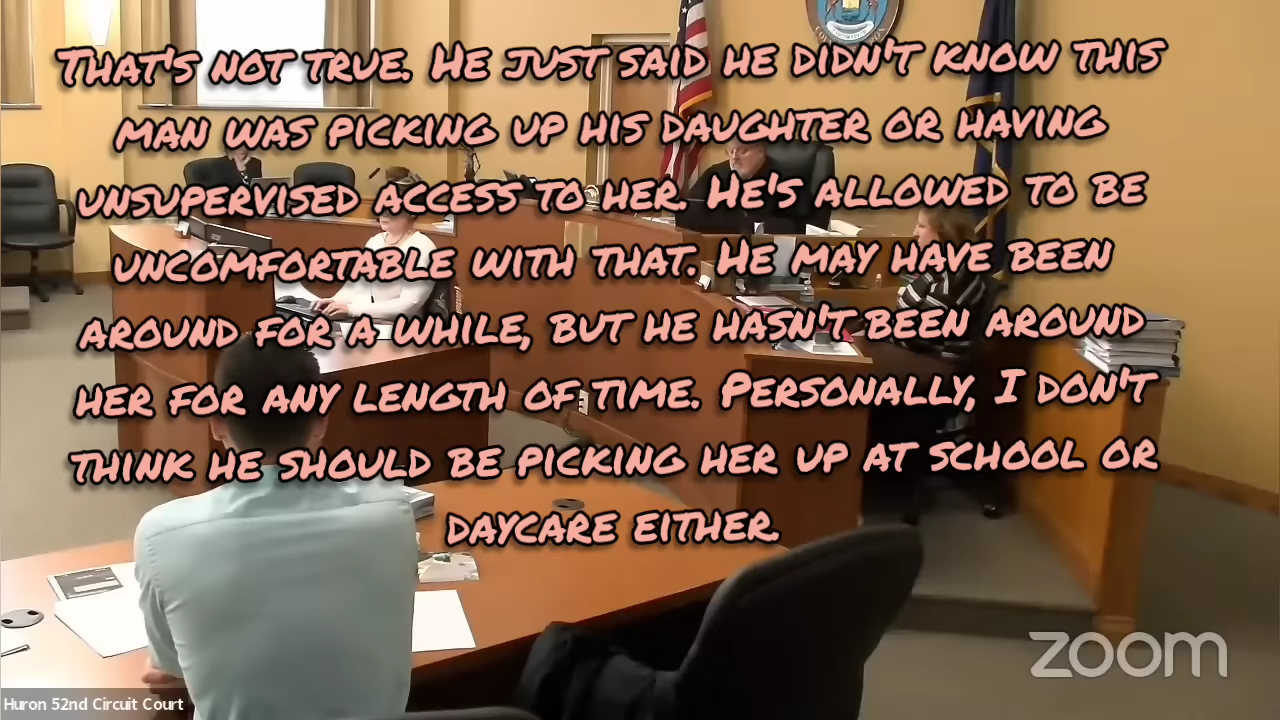 That's not true. He just said he didn't know this
man was picking up his daughter or having
unsupervised access to her. He's allowed to be
uncomfortable with that. He may have been
around for a while, but he hasn't been around
her for any length of time. Personally, I don't
think he should be picking her up at school or
daycare either.
zoom
Huron 52nd Circuit Court